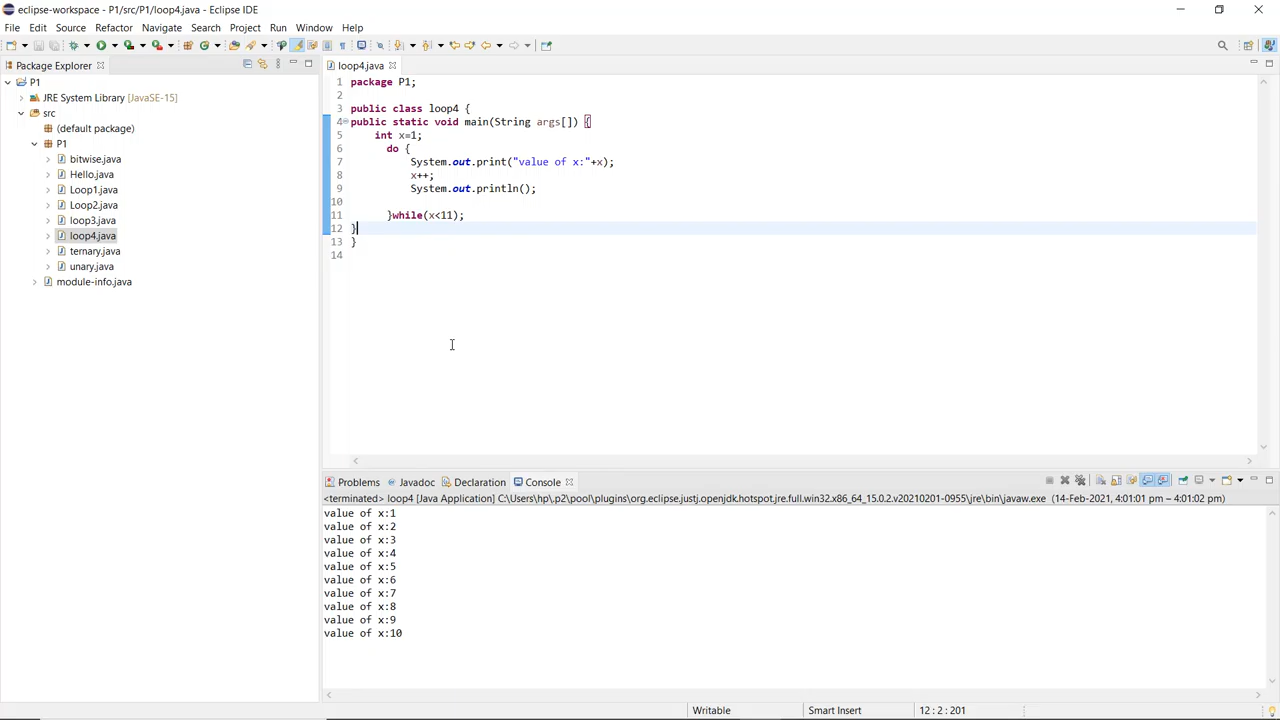 eclipse-workspace - P1/src/P1/loop4.java - Eclipse IDE
File Edit Source Refactor Navigate Search Project Run Window Help
Package Explorer
P1
JRE System Library [JavaSE-15]
src
(default package)
P1
bitwise.java
Hello.java
Loop1.java
Loop2.java
loop3.java
loop4.java
ternary.java
unary.java
module-info.java
loop4.java
1 package P1;
2
3 public class loop4 {
4 public static void main(String args[]) {
5 int x=1;
6 do {
7 System.out.print("value of x:"+x);
8 x++;
9 System.out.println();
10
11 }while(x<11);
12 }
13 }
14
Problems Javadoc Declaration Console
<terminated> loop4 [Java Application] C:\Users\hp\.p2\pool\plugins\org.eclipse.justj.openjdk.hotspot.jre.full.win32.x86_64_15.0.2.v20210201-0955\jre\bin\javaw.exe (14-Feb-2021, 4:01:01 pm – 4:01:02 pm)
value of x:1
value of x:2
value of x:3
value of x:4
value of x:5
value of x:6
value of x:7
value of x:8
value of x:9
value of x:10
Writable Smart Insert 12 : 2 : 201